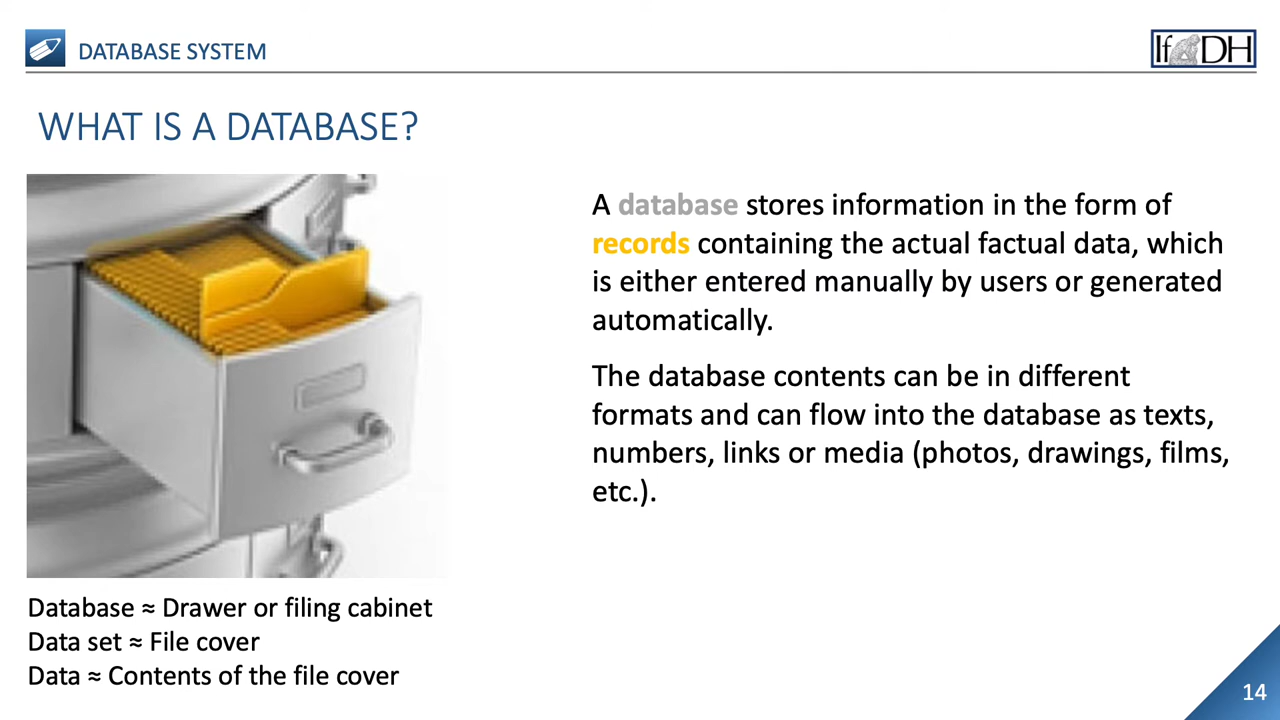 DATABASE SYSTEM
IfDH
WHAT IS A DATABASE?
A database stores information in the form of
records containing the actual factual data, which
is either entered manually by users or generated
automatically.
The database contents can be in different
formats and can flow into the database as texts,
numbers, links or media (photos, drawings, films,
etc.).
Database ≈ Drawer or filing cabinet
Data set ≈ File cover
Data ≈ Contents of the file cover
14